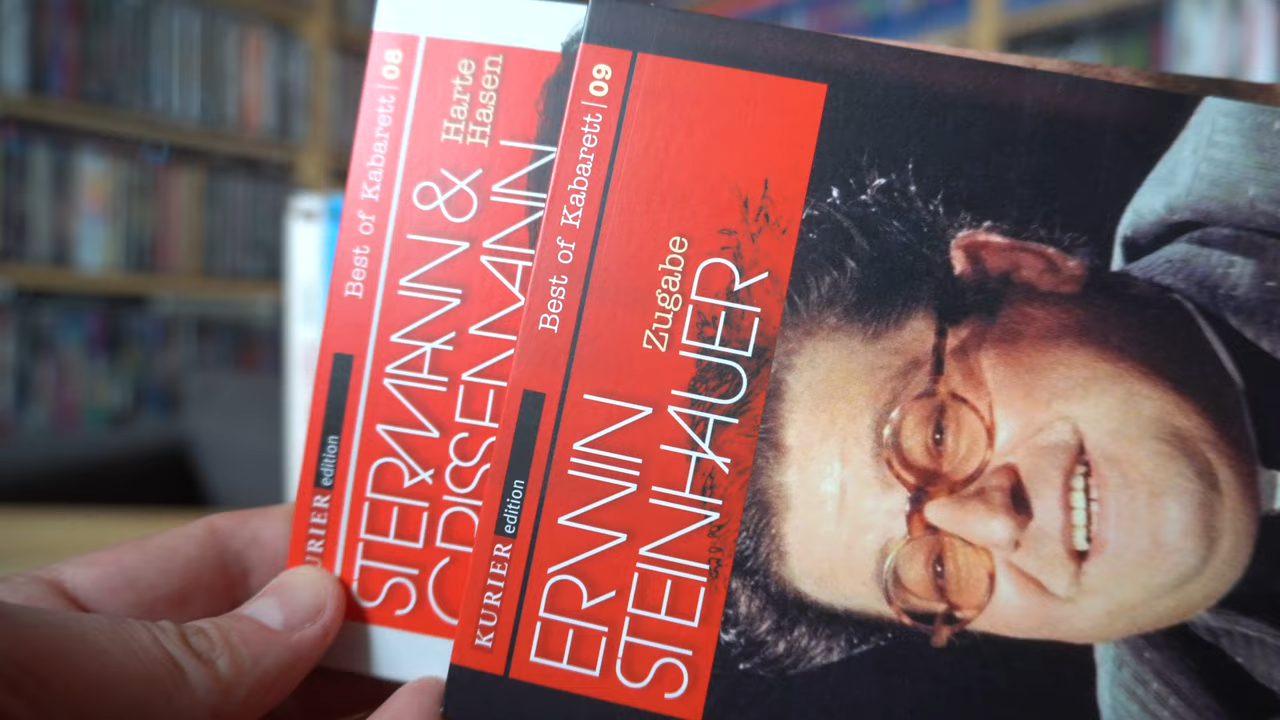 KURIER edition
Best of Kabarett | 08
STERMANN &
GRISSEMANN
Harte
Hasen
KURIER edition
Best of Kabarett | 09
ERWIN
STEINHAUER
Zugabe